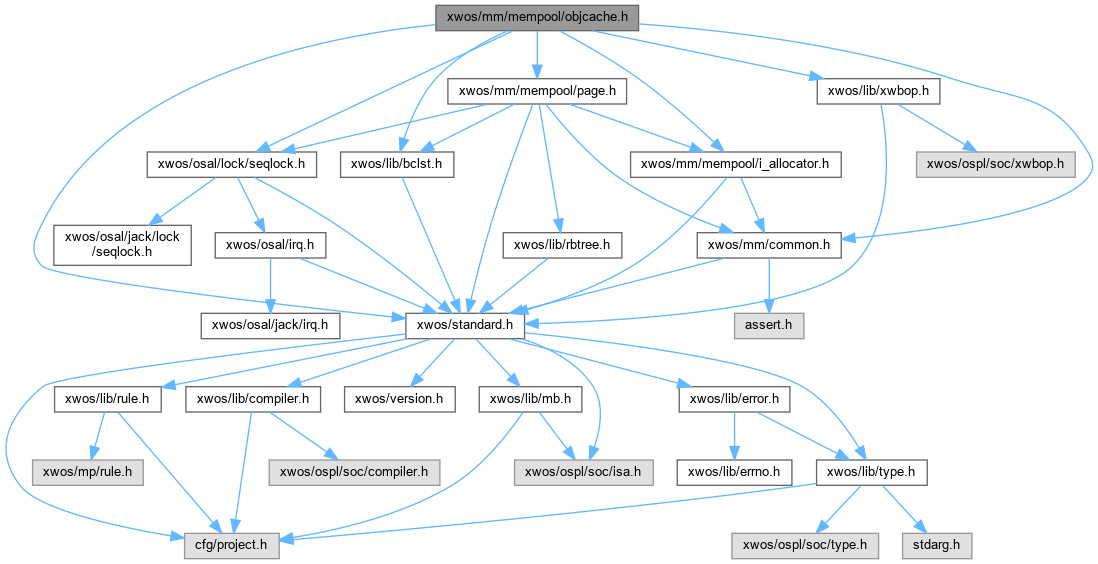 xwos/mm/mempool/objcache.h
xwos/mm/mempool/page.h
xwos/lib/xwbop.h
xwos/osal/lock/seqlock.h
xwos/lib/bclst.h
xwos/mm/mempool/i_allocator.h
xwos/ospl/soc/xwbop.h
xwos/osal/jack/lock
/seqlock.h
xwos/osal/irq.h
xwos/lib/rbtree.h
xwos/mm/common.h
xwos/osal/jack/irq.h
xwos/standard.h
assert.h
xwos/lib/rule.h
xwos/lib/compiler.h
xwos/version.h
xwos/lib/mb.h
xwos/lib/error.h
xwos/mp/rule.h
xwos/ospl/soc/compiler.h
xwos/ospl/soc/isa.h
xwos/lib/errno.h
xwos/lib/type.h
cfg/project.h
xwos/ospl/soc/type.h
stdarg.h